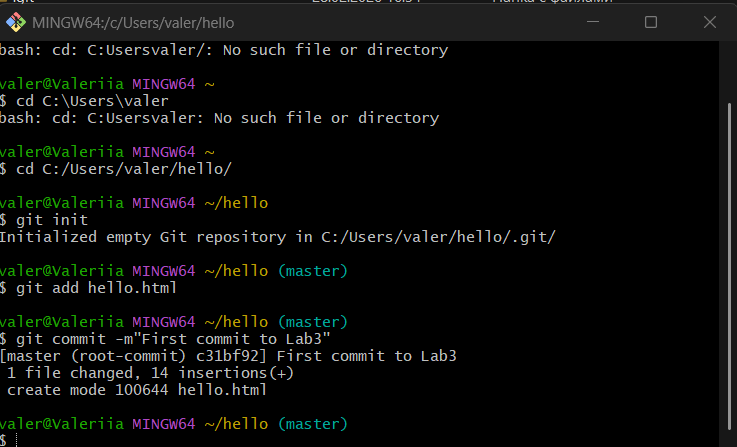 MINGW64:/c/Users/valer/hello
bash: cd: C:Usersvaler/: No such file or directory
valer@Valeriia MINGW64 ~
$ cd C:\Users\valer
bash: cd: C:Usersvaler: No such file or directory
valer@Valeriia MINGW64 ~
$ cd C:/Users/valer/hello/
valer@Valeriia MINGW64 ~/hello
$ git init
Initialized empty Git repository in C:/Users/valer/hello/.git/
valer@Valeriia MINGW64 ~/hello (master)
$ git add hello.html
valer@Valeriia MINGW64 ~/hello (master)
$ git commit -m"First commit to Lab3"
[master (root-commit) c31bf92] First commit to Lab3
1 file changed, 14 insertions(+)
create mode 100644 hello.html
valer@Valeriia MINGW64 ~/hello (master)
$